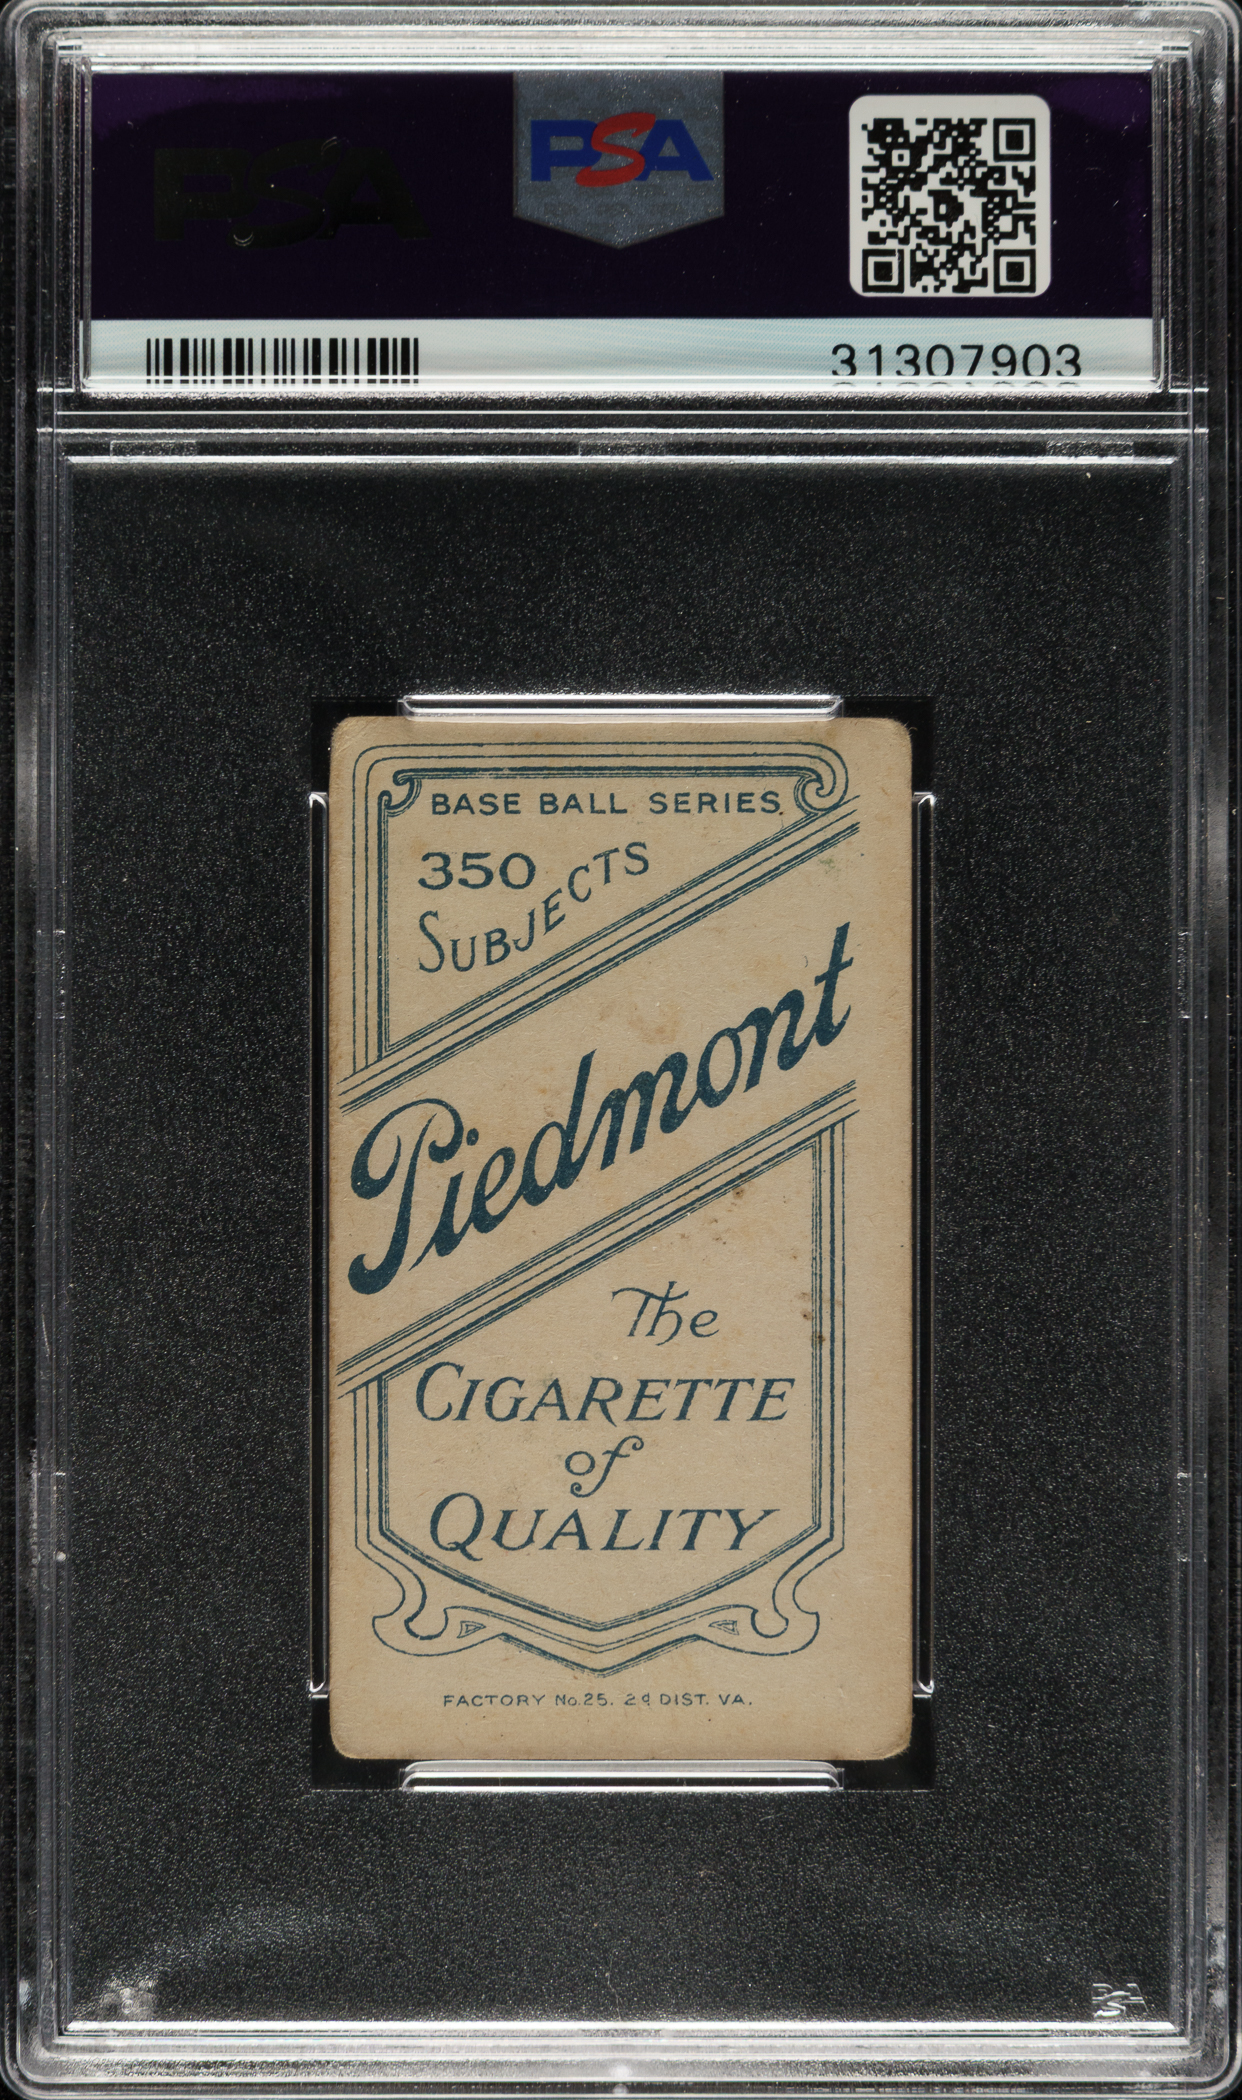 PSA
PSA
31307903
BASE BALL SERIES
350
SUBJECTS
Piedmont
The
CIGARETTE
of
QUALITY
FACTORY No. 25. 2d DIST. VA.
PSA